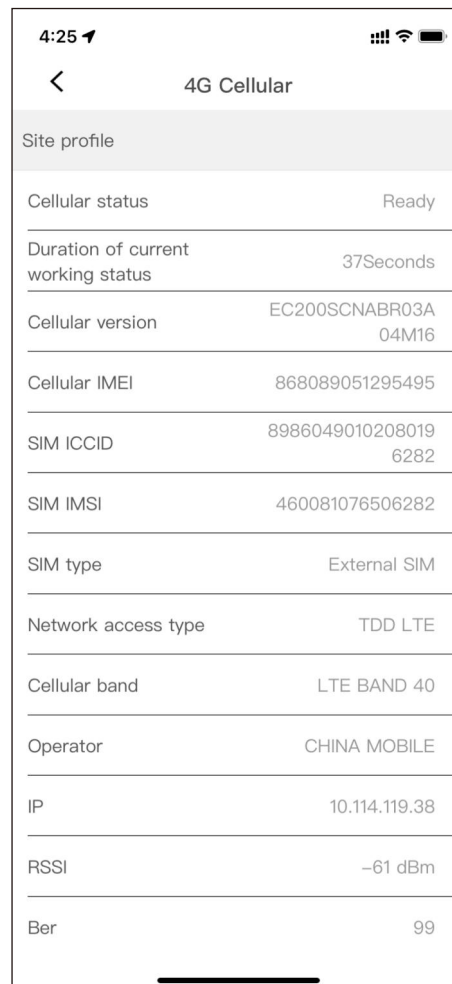 4:25
4G Cellular
Site profile
Cellular status Ready
Duration of current
working status
37Seconds
Cellular version
EC200SCNABR03A
04M16
Cellular IMEI 868089051295495
SIM ICCID
8986049010208019
6282
SIM IMSI 460081076506282
SIM type External SIM
Network access type TDD LTE
Cellular band LTE BAND 40
Operator CHINA MOBILE
IP 10.114.119.38
RSSI -61 dBm
Ber 99